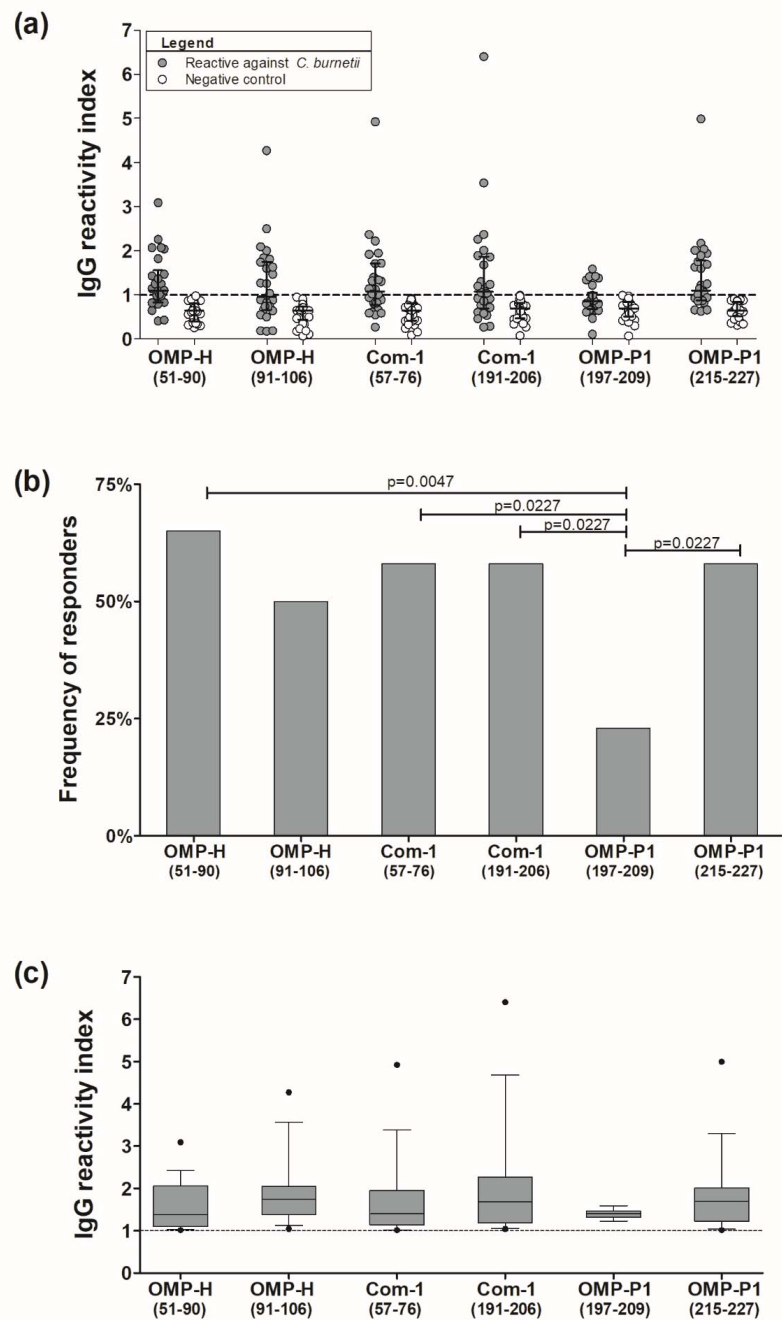 (a)
Legend
Reactive against C. burnetii
Negative control
IgG reactivity index
7
6
5
4
3
2
1
0
OMP-H OMP-H Com-1 Com-1 OMP-P1 OMP-P1
(51-90) (91-106) (57-76) (191-206) (197-209) (215-227)
(b)
Frequency of responders
75%
50%
25%
0%
p=0.0047
p=0.0227
p=0.0227
p=0.0227
OMP-H OMP-H Com-1 Com-1 OMP-P1 OMP-P1
(51-90) (91-106) (57-76) (191-206) (197-209) (215-227)
(c)
IgG reactivity index
7
6
5
4
3
2
1
0
OMP-H OMP-H Com-1 Com-1 OMP-P1 OMP-P1
(51-90) (91-106) (57-76) (191-206) (197-209) (215-227)